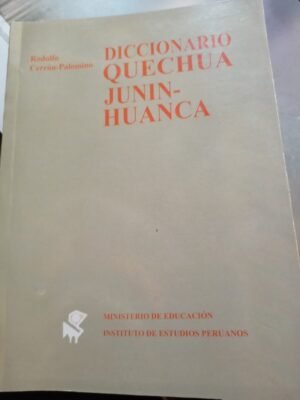 Rodolfo
Cerrón-Palomino
DICCIONARIO
QUECHUA
JUNIN-
HUANCA
MINISTERIO DE EDUCACIÓN
INSTITUTO DE ESTUDIOS PERUANOS